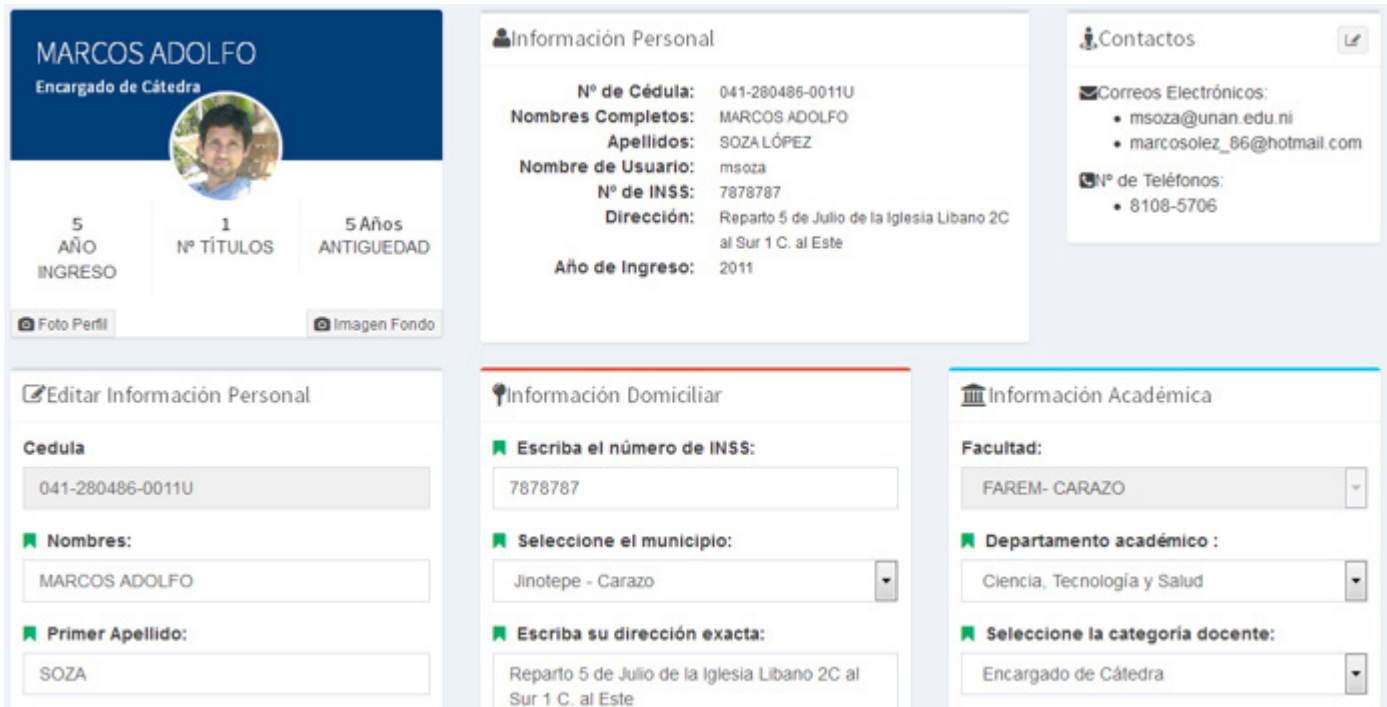 MARCOS ADOLFO
Encargado de Cátedra
5
AÑO
INGRESO
1
Nº TÍTULOS
5 Años
ANTIGUEDAD
Foto Perfil
Imagen Fondo
Información Personal
Nº de Cédula: 041-280486-0011U
Nombres Completos: MARCOS ADOLFO
Apellidos: SOZA LÓPEZ
Nombre de Usuario: msoza
Nº de INSS: 7878787
Dirección: Reparto 5 de Julio de la Iglesia Libano 2C
al Sur 1 C. al Este
Año de Ingreso: 2011
Contactos
Correos Electrónicos:
• msoza@unan.edu.ni
• marcosolez_86@hotmail.com
Nº de Teléfonos:
• 8108-5706
Editar Información Personal
Cedula
041-280486-0011U
Nombres:
MARCOS ADOLFO
Primer Apellido:
SOZA
Información Domiciliar
Escriba el número de INSS:
7878787
Seleccione el municipio:
Jinotepe - Carazo
Escriba su dirección exacta:
Reparto 5 de Julio de la Iglesia Libano 2C al
Sur 1 C. al Este
Información Académica
Facultad:
FAREM- CARAZO
Departamento académico :
Ciencia, Tecnología y Salud
Seleccione la categoría docente:
Encargado de Cátedra